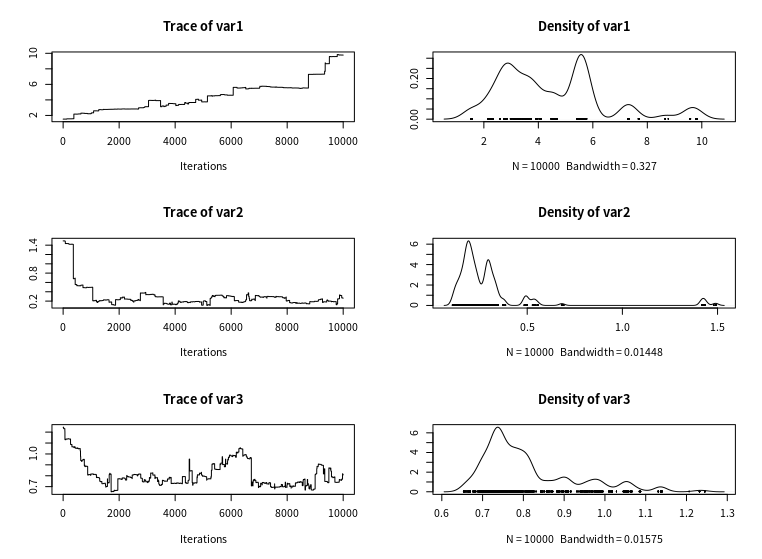 Trace of var1
2 6 10
0 2000 4000 6000 8000 10000
Iterations
Density of var1
0.00 0.20
2 4 6 8 10
N = 10000 Bandwidth = 0.327
Trace of var2
0.2 0.8 1.4
0 2000 4000 6000 8000 10000
Iterations
Density of var2
0 2 4 6
0.5 1.0 1.5
N = 10000 Bandwidth = 0.01448
Trace of var3
0.7 1.0
0 2000 4000 6000 8000 10000
Iterations
Density of var3
0 2 4 6
0.6 0.7 0.8 0.9 1.0 1.1 1.2 1.3
N = 10000 Bandwidth = 0.01575